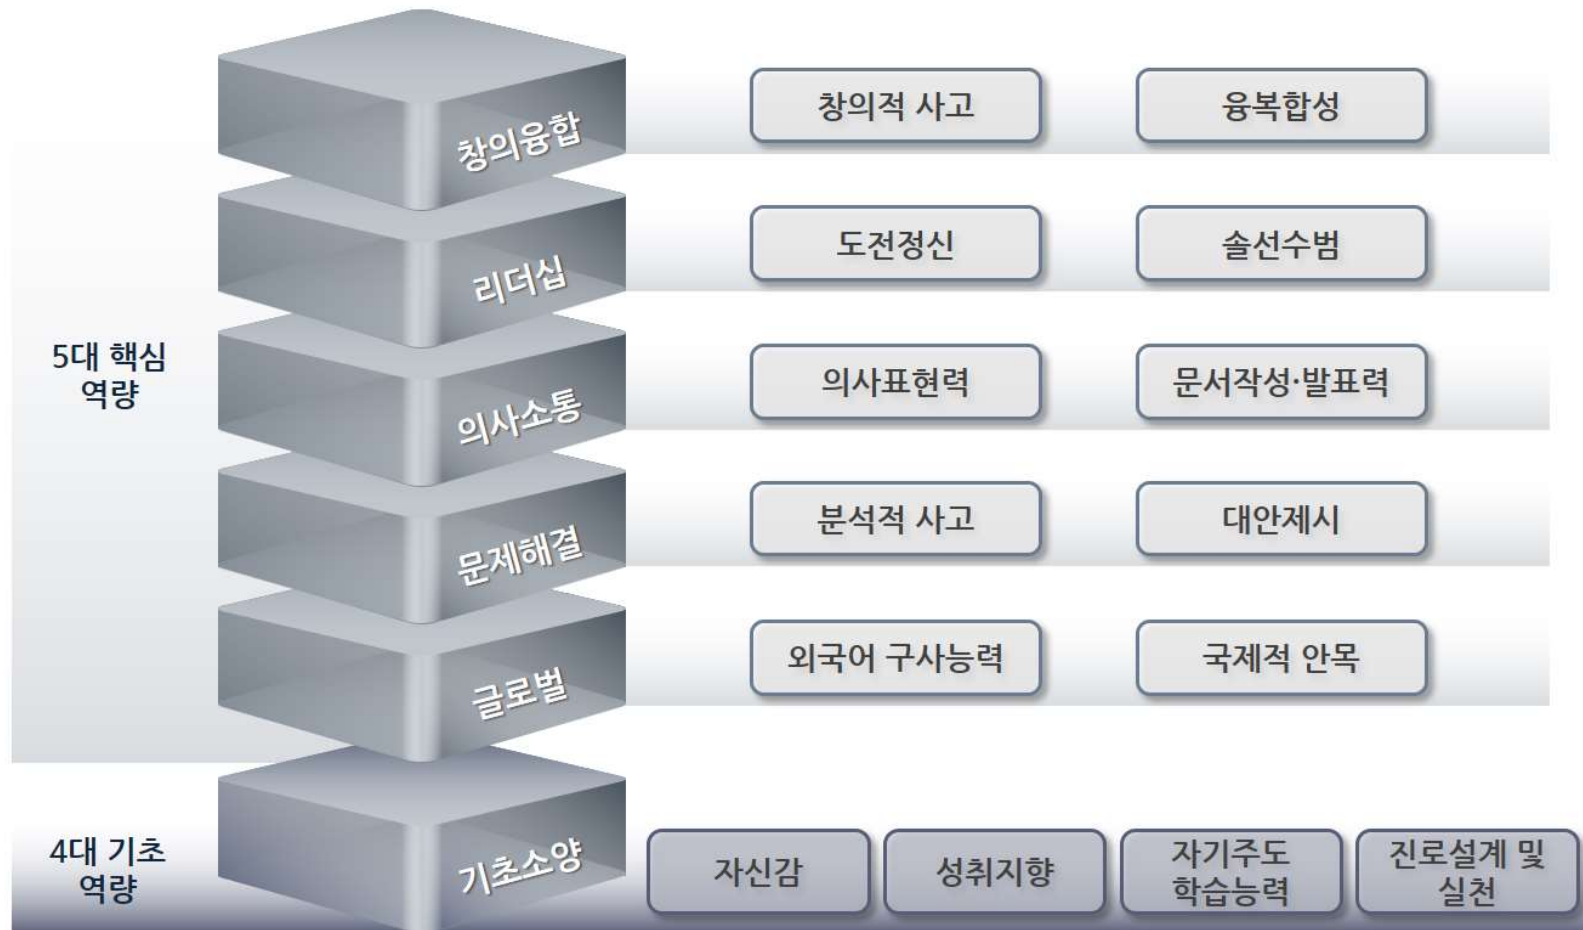 창의융합
창의적 사고
융복합성
리더십
도전정신
솔선수범
5대 핵심
역량
의사소통
의사표현력
문서작성·발표력
문제해결
분석적 사고
대안제시
글로벌
외국어 구사능력
국제적 안목
4대 기초
역량
기초소양
자신감
성취지향
자기주도
학습능력
진로설계 및
실천